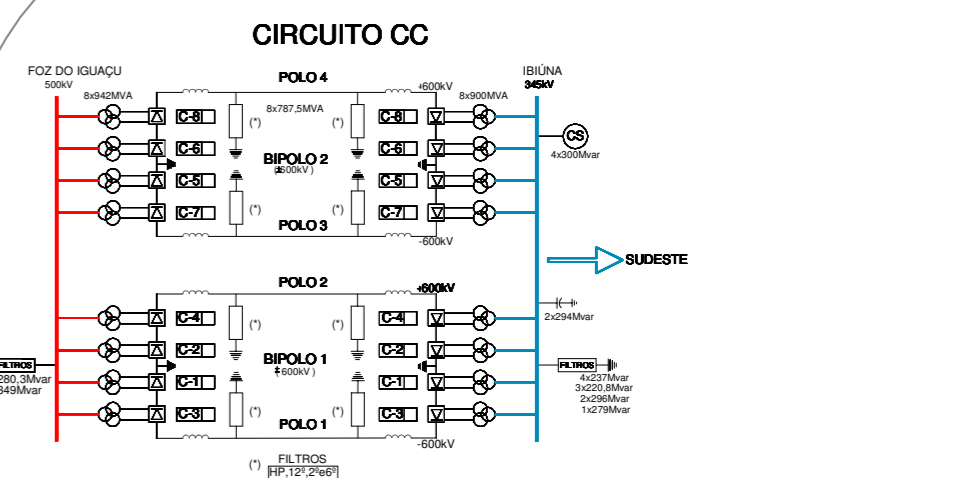 CIRCUITO CC
FOZ DO IGUAÇU
500kV
8x942MVA
POLO 4
+600kV
8x900MVA
IBIÚNA
345kV
C-8
(*)
8x787,5MVA
(*)
C-8
CS
4x300Mvar
C-6
BIPOLO 2
(±600kV )
C-6
C-5
C-5
C-7
(*)
(*)
C-7
POLO 3
-600kV
SUDESTE
POLO 2
+600kV
C-4
(*)
(*)
C-4
2x294Mvar
C-2
BIPOLO 1
(±600kV )
C-2
FILTROS
280,3Mvar
349Mvar
C-1
C-1
FILTROS
4x237Mvar
3x220,8Mvar
2x296Mvar
1x279Mvar
C-3
(*)
(*)
C-3
POLO 1
-600kV
(*) FILTROS
HP,12º,2ºe6º